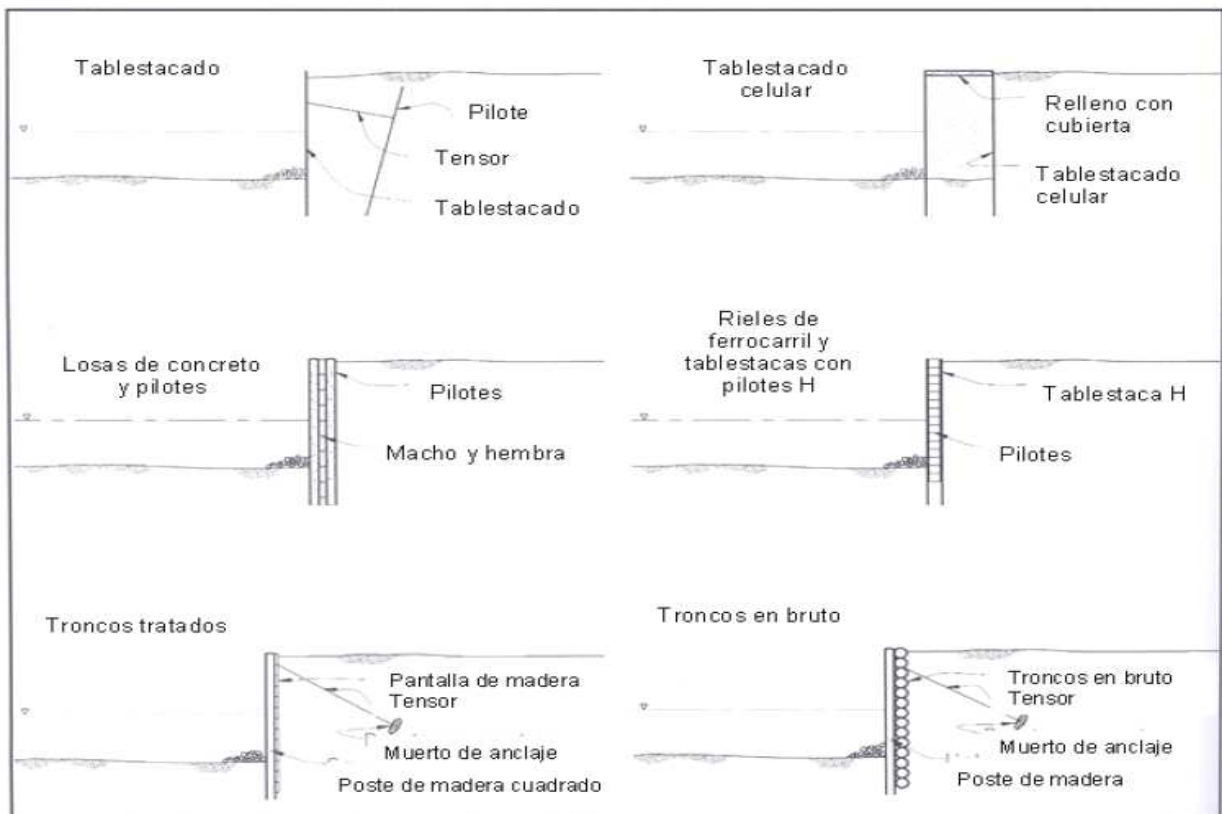 Tablestacado
Pilote
Tensor
Tablestacado
Tablestacado
celular
Relleno con
cubierta
Tablestacado
celular
Losas de concreto
y pilotes
Pilotes
Macho y hembra
Rieles de
ferrocarril y
tablestacas con
pilotes H
Tablestaca H
Pilotes
Troncos tratados
Pantalla de madera
Tensor
Muerto de anclaje
Poste de madera cuadrado
Troncos en bruto
Troncos en bruto
Tensor
Muerto de anclaje
Poste de madera